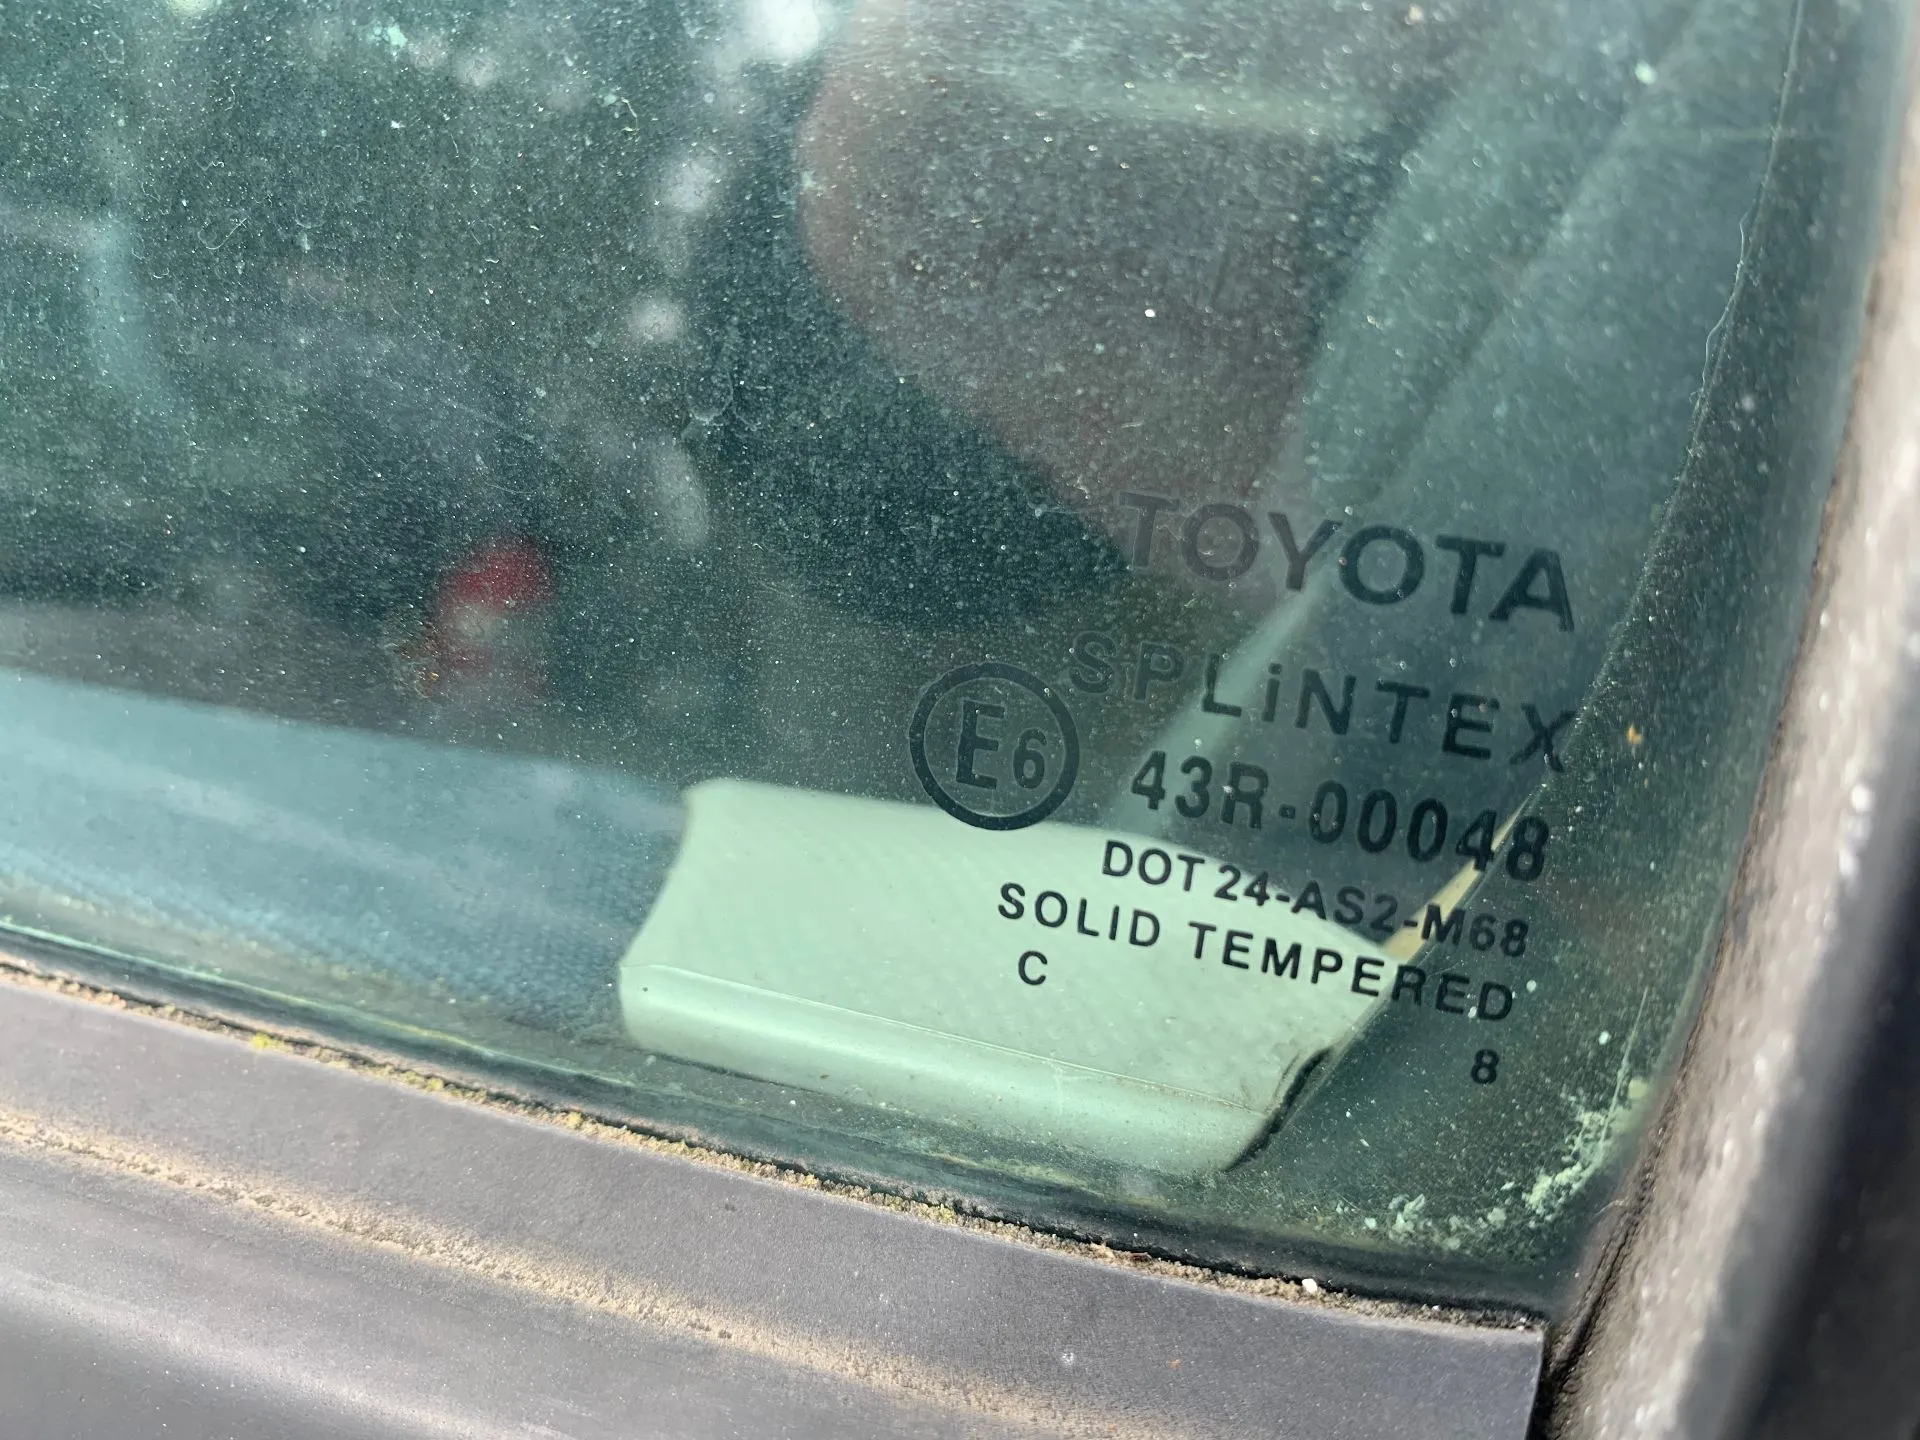 TOYOTA
SPLiNTEX
E6 43R-00048
DOT 24-AS2-M68
SOLID TEMPERED
C
8